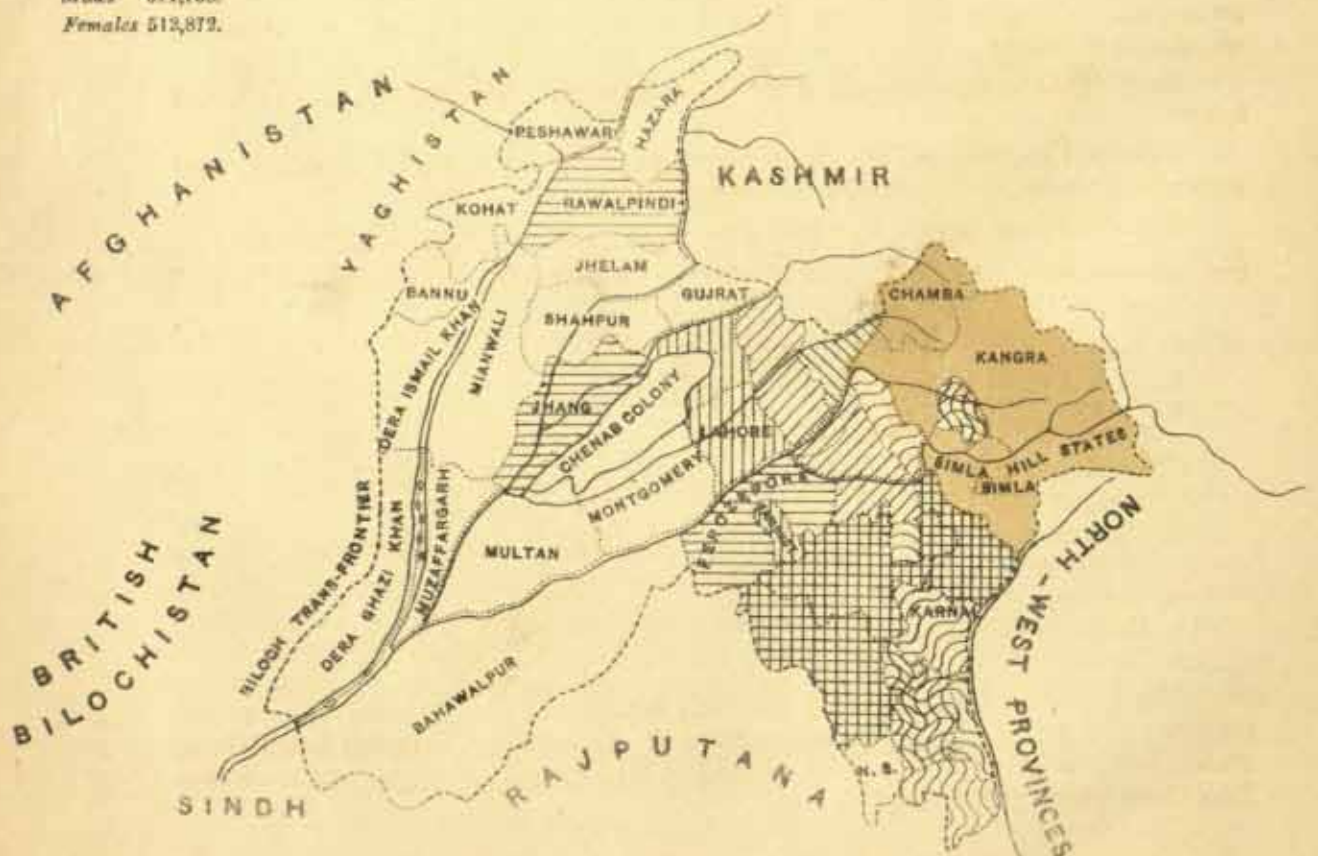 Females 513,872.
AFGHANISTAN
YAGHISTAN
PESHAWAR
HAZARA
KASHMIR
KOHAT
RAWALPINDI
JHELAM
BANNU
GUJRAT
CHAMBA
SHAHPUR
DERA ISMAIL KHAN
MIANWALI
KANGRA
JHANG
CHENAB COLONY
LAHORE
SIMLA HILL STATES
SIMLA
MONTGOMERY
FEROZEPORE
NORTH-WEST PROVINCES
MULTAN
MUZAFFARGARH
DERA GHAZI KHAN
BILOCH TRANS-FRONTIER
BRITISH
BILOCHISTAN
KARNAL
BAHAWALPUR
RAJPUTANA
SINDH